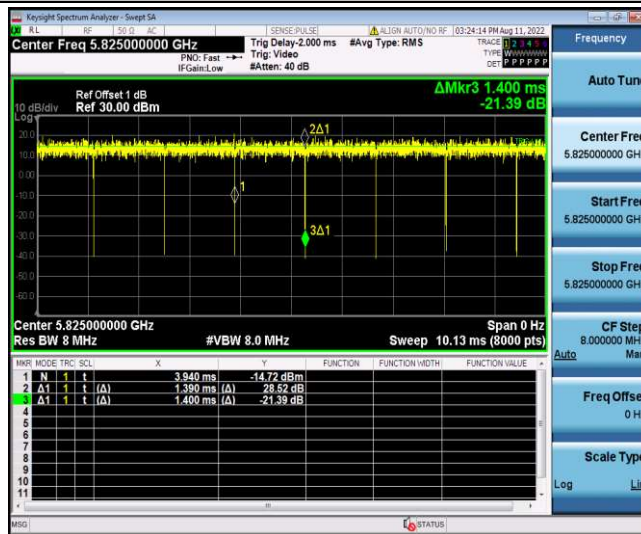 Keysight Spectrum Analyzer - Swept SA
RL RF 50 Ω AC SENSE:PULSE ALIGN AUTO/NO RF 03:24:14 PM Aug 11, 2022
Center Freq 5.825000000 GHz
PNO: Fast
IFGain:Low
Trig Delay-2.000 ms
Trig: Video
#Atten: 40 dB
#Avg Type: RMS
TRACE 1 2 3 4 5 6
TYPE W
DET P P P P P P
Ref Offset 1 dB
10 dB/div Ref 30.00 dBm
Log
ΔMkr3 1.400 ms
-21.39 dB
20.0
10.0
0.00
-10.0
-20.0
-30.0
-40.0
-50.0
-60.0
2Δ1
1
3Δ1
Center 5.825000000 GHz Span 0 Hz
Res BW 8 MHz #VBW 8.0 MHz Sweep 10.13 ms (8000 pts)
MKR MODE TRC SCL X Y FUNCTION FUNCTION WIDTH FUNCTION VALUE
1 N 1 t 3.940 ms -14.72 dBm
2 Δ1 1 t (Δ) 1.390 ms (Δ) 28.52 dB
3 Δ1 1 t (Δ) 1.400 ms (Δ) -21.39 dB
4
5
6
7
8
9
10
11
MSG STATUS
Frequency
Auto Tun
Center Fre
5.825000000 GH
Start Fre
5.825000000 GH
Stop Fre
5.825000000 GH
CF Step
8.000000 MH
Auto Ma
Freq Offse
0 H
Scale Type
Log Li